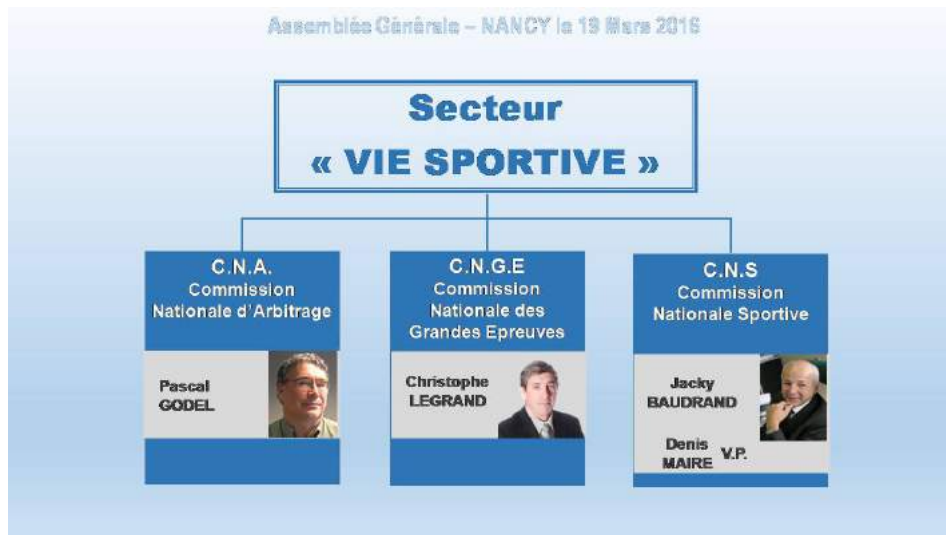 Assemblée Générale – NANCY le 19 Mars 2016
Secteur
« VIE SPORTIVE »
C.N.A.
Commission
Nationale d'Arbitrage
Pascal
GODEL
C.N.G.E
Commission
Nationale des
Grandes Epreuves
Christophe
LEGRAND
C.N.S
Commission
Nationale Sportive
Jacky
BAUDRAND
Denis
MAIRE
V.P.